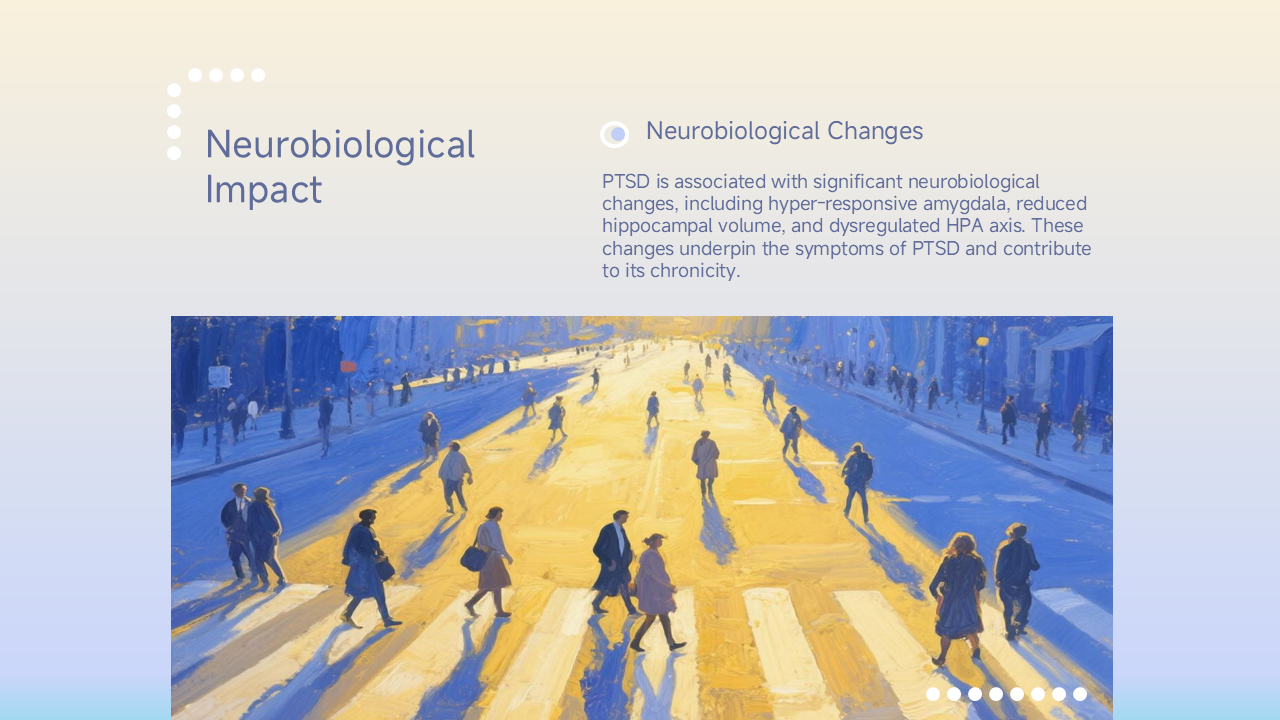 Neurobiological
Impact
Neurobiological Changes
PTSD is associated with significant neurobiological
changes, including hyper-responsive amygdala, reduced
hippocampal volume, and dysregulated HPA axis. These
changes underpin the symptoms of PTSD and contribute
to its chronicity.